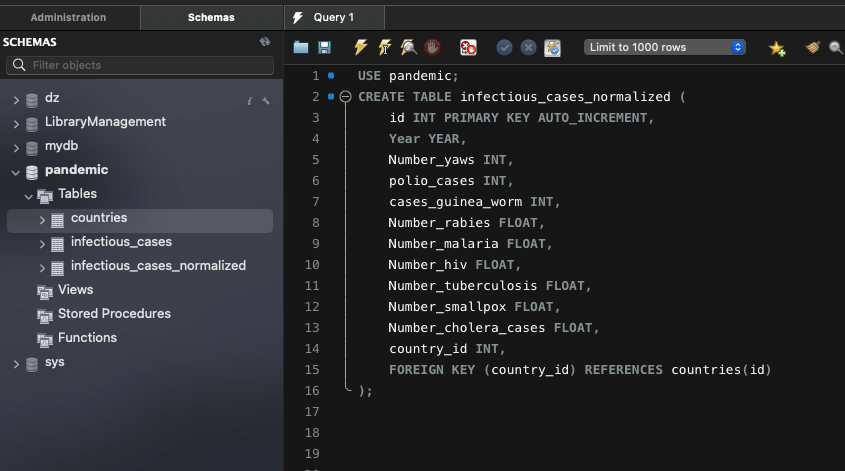 Administration
Schemas
Query 1
SCHEMAS
Filter objects
dz
LibraryManagement
mydb
pandemic
Tables
countries
infectious_cases
infectious_cases_normalized
Views
Stored Procedures
Functions
sys
Limit to 1000 rows
1 USE pandemic;
2 CREATE TABLE infectious_cases_normalized (
3 id INT PRIMARY KEY AUTO_INCREMENT,
4 Year YEAR,
5 Number_yaws INT,
6 polio_cases INT,
7 cases_guinea_worm INT,
8 Number_rabies FLOAT,
9 Number_malaria FLOAT,
10 Number_hiv FLOAT,
11 Number_tuberculosis FLOAT,
12 Number_smallpox FLOAT,
13 Number_cholera_cases FLOAT,
14 country_id INT,
15 FOREIGN KEY (country_id) REFERENCES countries(id)
16 );
17
18
19